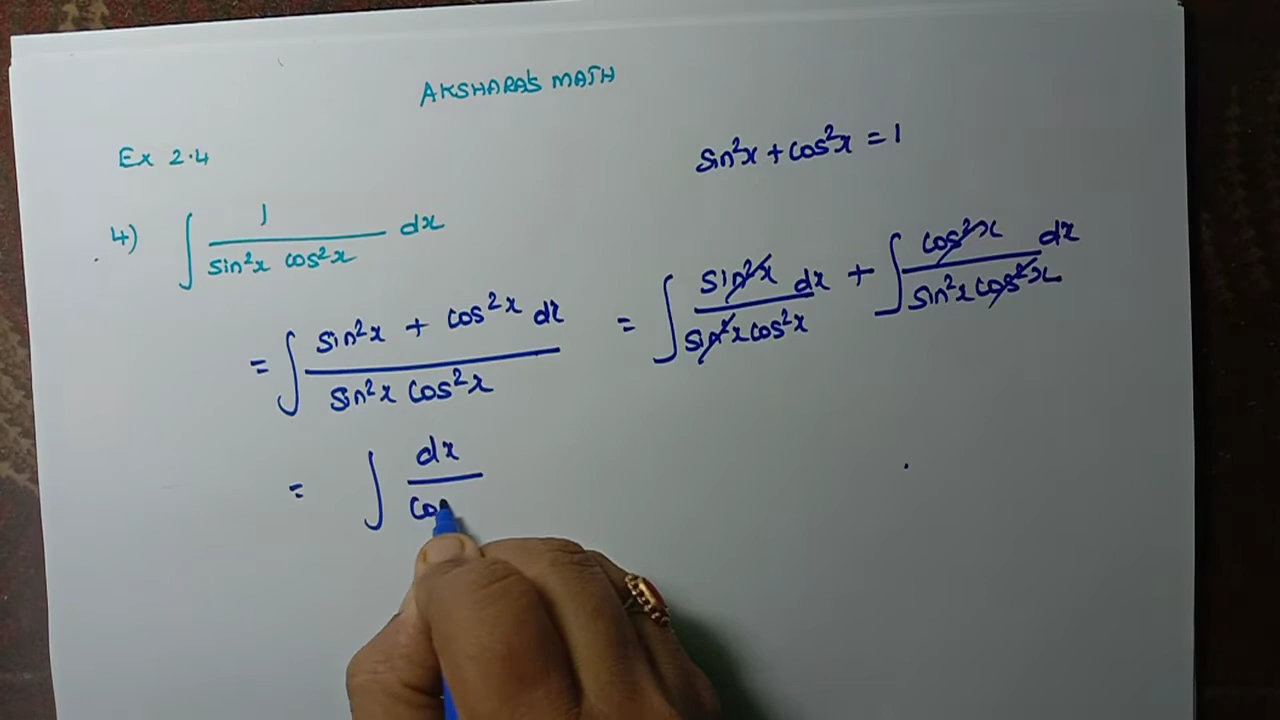 AKSHARA'S MATH
Ex 2.4
sin²x + cos²x = 1
4) ∫ 1 / (sin²x cos²x) dx
= ∫ (sin²x + cos²x dx) / (sin²x cos²x) = ∫ sin²x / (sin²x cos²x) dx + ∫ cos²x / (sin²x cos²x) dx
= ∫ dx / co